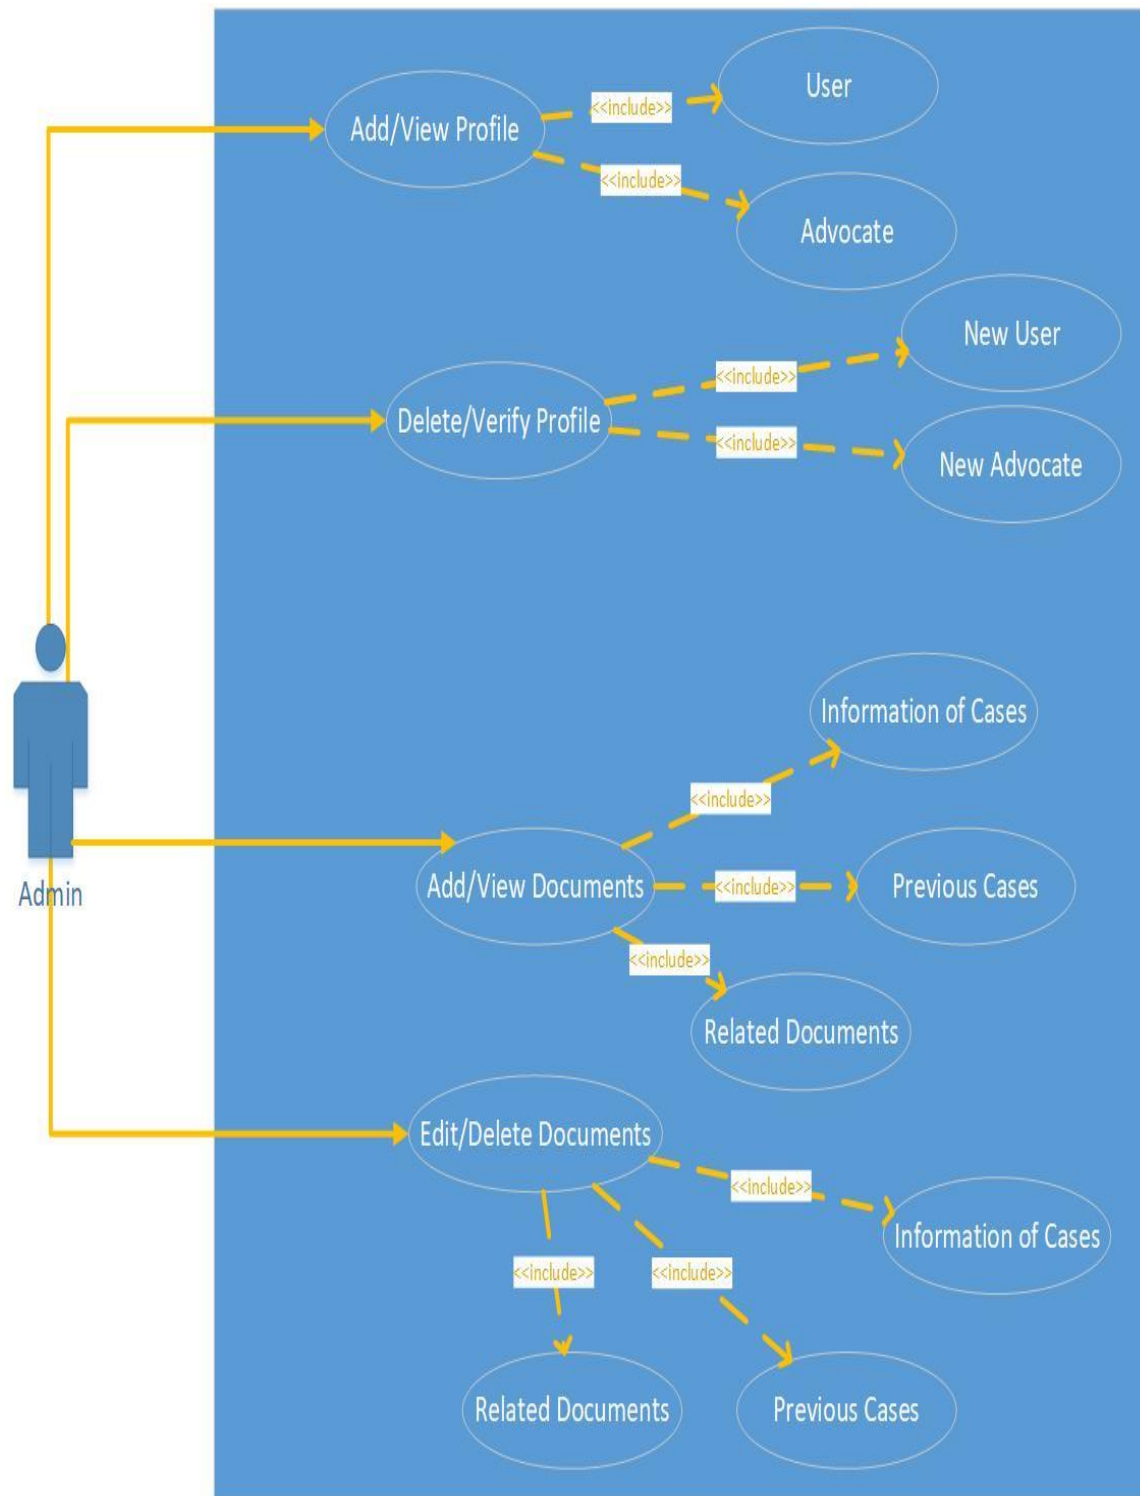 User
<<include>>
Add/View Profile
<<include>>
Advocate
New User
<<include>>
Delete/Verify Profile
<<include>>
New Advocate
Information of Cases
<<include>>
Add/View Documents
<<include>>
Previous Cases
Admin
<<include>>
Related Documents
Edit/Delete Documents
<<include>>
Information of Cases
<<include>>
<<include>>
Related Documents
Previous Cases